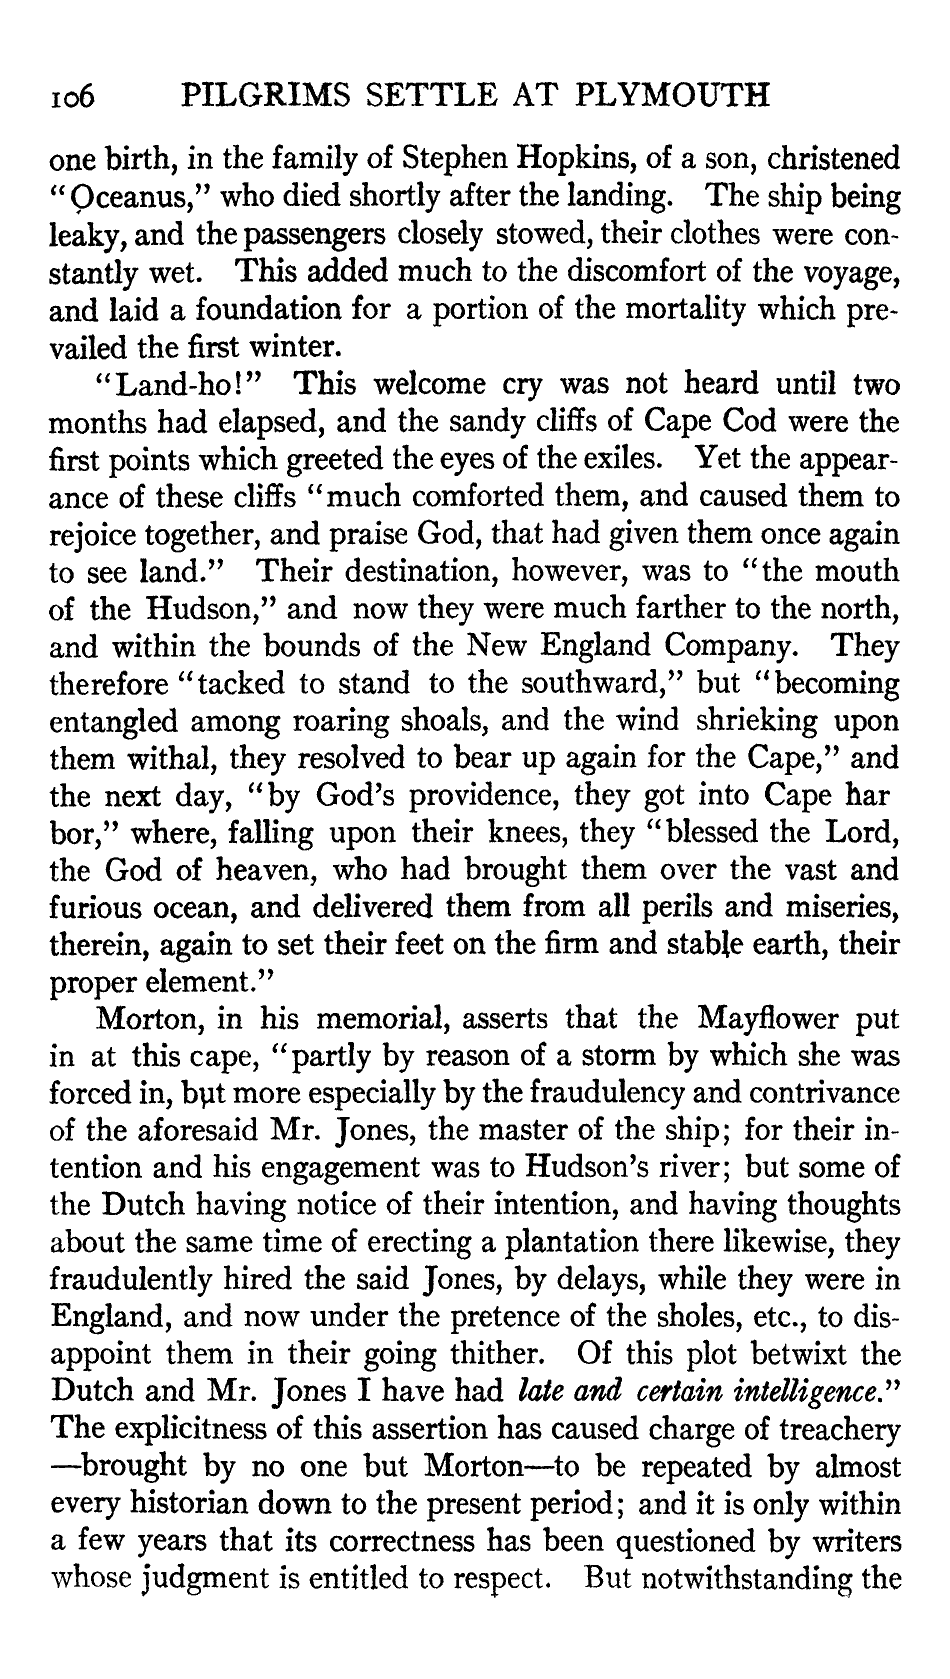 106 PILGRIMS SETTLE AT PLYMOUTH
one birth, in the family of Stephen Hopkins, of a son, christened
"Oceanus," who died shortly after the landing. The ship being
leaky, and the passengers closely stowed, their clothes were con-
stantly wet. This added much to the discomfort of the voyage,
and laid a foundation for a portion of the mortality which pre-
vailed the first winter.
"Land-ho!" This welcome cry was not heard until two
months had elapsed, and the sandy cliffs of Cape Cod were the
first points which greeted the eyes of the exiles. Yet the appear-
ance of these cliffs "much comforted them, and caused them to
rejoice together, and praise God, that had given them once again
to see land." Their destination, however, was to "the mouth
of the Hudson," and now they were much farther to the north,
and within the bounds of the New England Company. They
therefore "tacked to stand to the southward," but "becoming
entangled among roaring shoals, and the wind shrieking upon
them withal, they resolved to bear up again for the Cape," and
the next day, "by God's providence, they got into Cape har
bor," where, falling upon their knees, they "blessed the Lord,
the God of heaven, who had brought them over the vast and
furious ocean, and delivered them from all perils and miseries,
therein, again to set their feet on the firm and stable earth, their
proper element."
Morton, in his memorial, asserts that the Mayflower put
in at this cape, "partly by reason of a storm by which she was
forced in, but more especially by the fraudulency and contrivance
of the aforesaid Mr. Jones, the master of the ship; for their in-
tention and his engagement was to Hudson's river; but some of
the Dutch having notice of their intention, and having thoughts
about the same time of erecting a plantation there likewise, they
fraudulently hired the said Jones, by delays, while they were in
England, and now under the pretence of the sholes, etc., to dis-
appoint them in their going thither. Of this plot betwixt the
Dutch and Mr. Jones I have had late and certain intelligence."
The explicitness of this assertion has caused charge of treachery
—brought by no one but Morton—to be repeated by almost
every historian down to the present period; and it is only within
a few years that its correctness has been questioned by writers
whose judgment is entitled to respect. But notwithstanding the